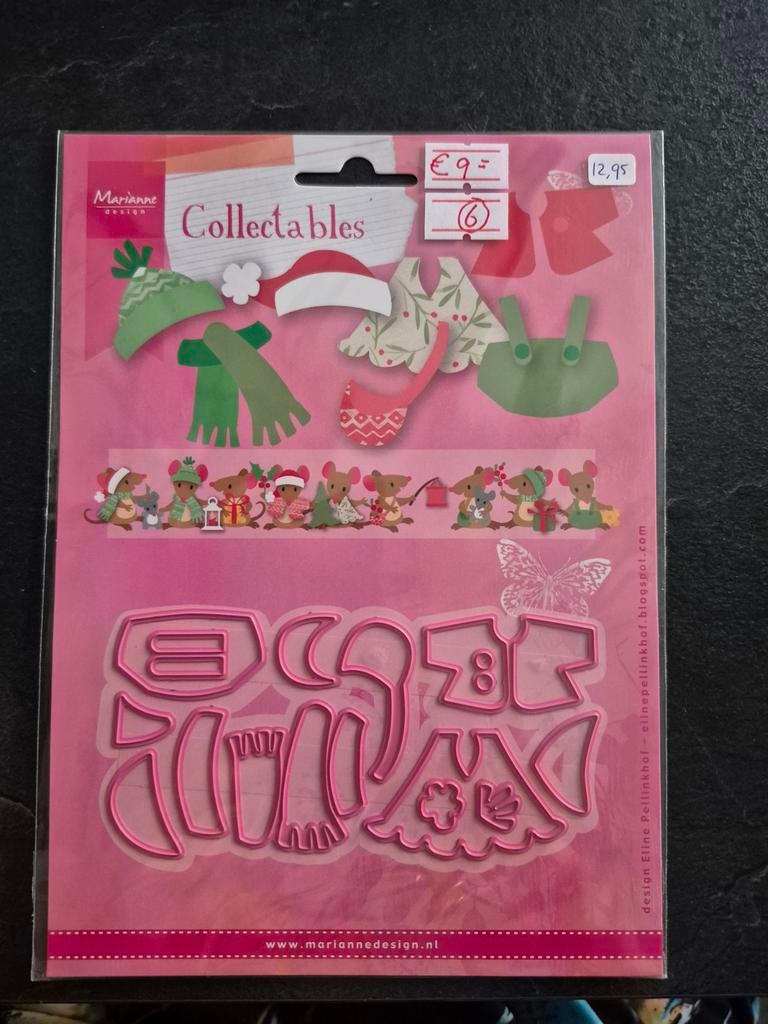 Marianne
design
Collectables
€ 9=
6
12,95
design Eline Pellinkhof - elinepellinkhof.blogspot.com
www.mariannedesign.nl